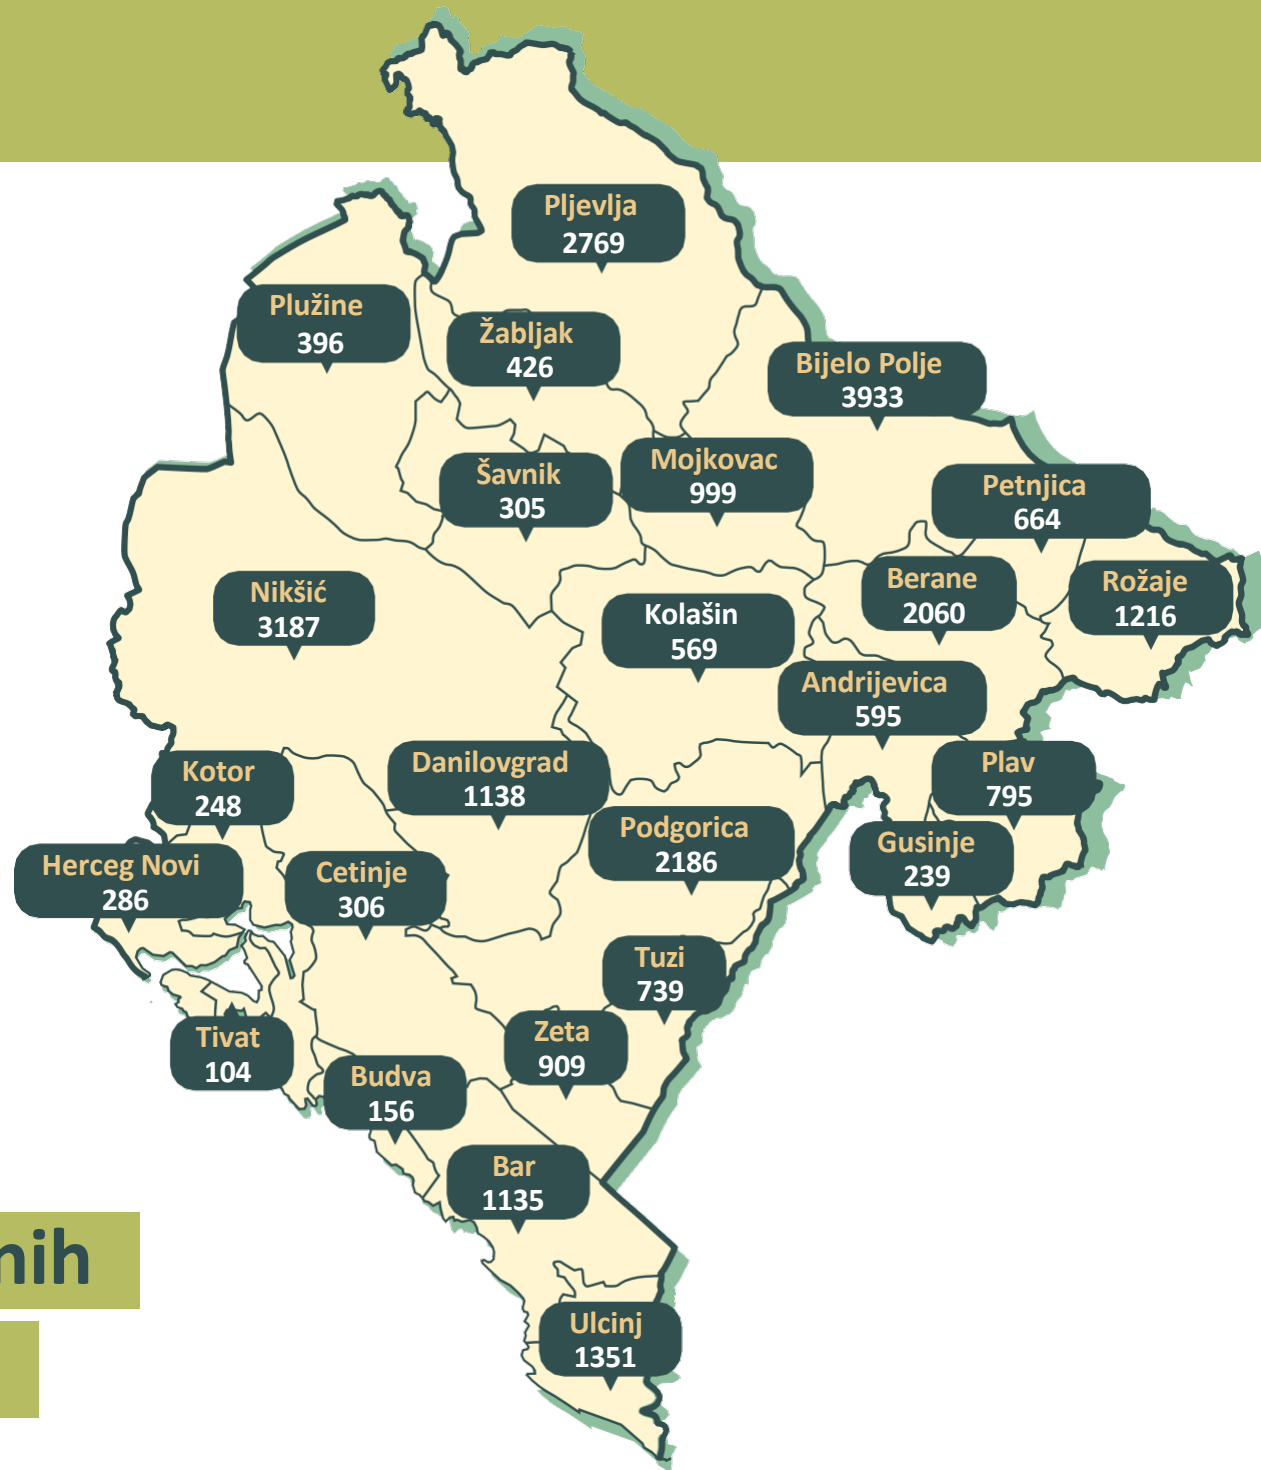 Pljevlja
2769
Plužine
396
Žabljak
426
Bijelo Polje
3933
Mojkovac
999
Šavnik
305
Petnjica
664
Nikšić
3187
Berane
2060
Rožaje
1216
Kolašin
569
Andrijevica
595
Kotor
248
Danilovgrad
1138
Plav
795
Podgorica
2186
Gusinje
239
Herceg Novi
286
Cetinje
306
Tuzi
739
Tivat
104
Zeta
909
Budva
156
Bar
1135
nih
Ulcinj
1351